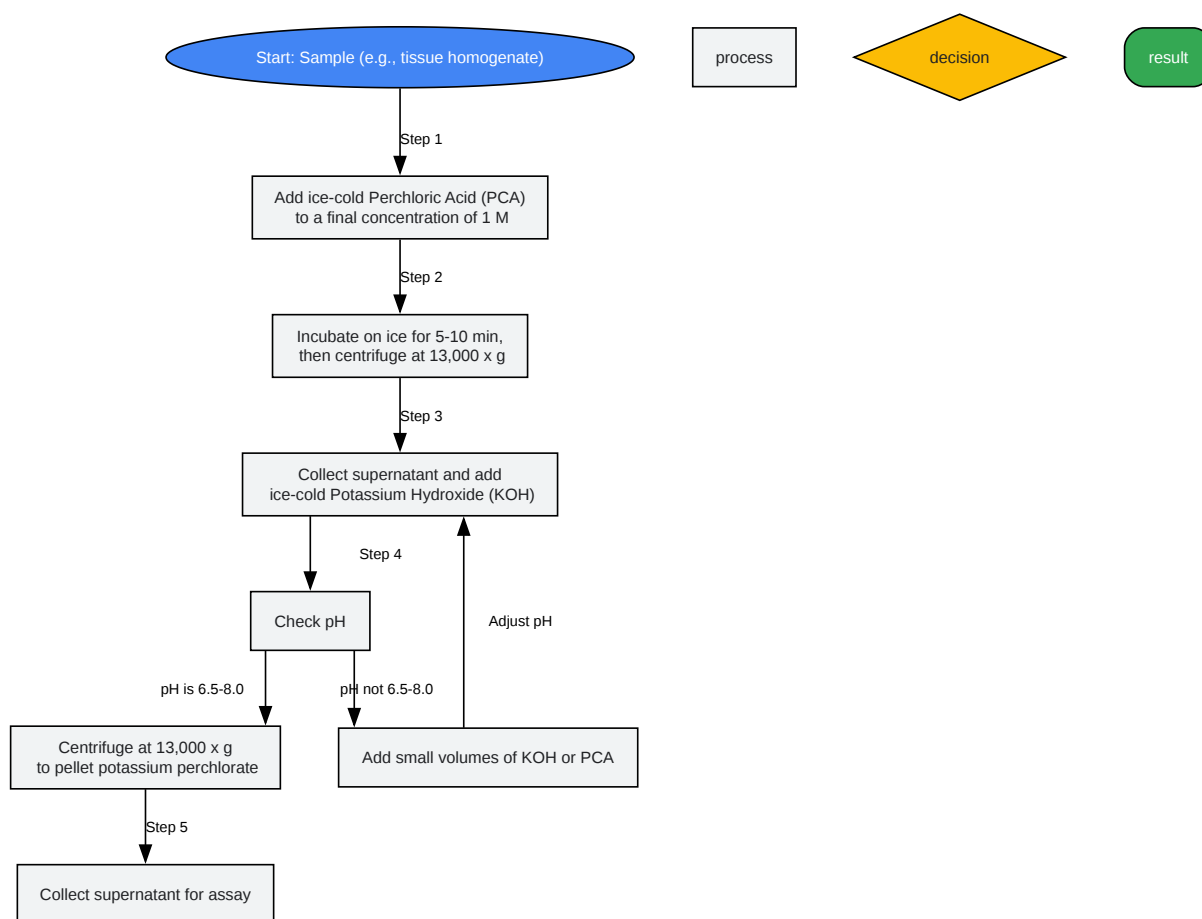 Start: Sample (e.g., tissue homogenate)
process
decision
result
Step 1
Add ice-cold Perchloric Acid (PCA)
to a final concentration of 1 M
Step 2
Incubate on ice for 5-10 min,
then centrifuge at 13,000 x g
Step 3
Collect supernatant and add
ice-cold Potassium Hydroxide (KOH)
Step 4
Check pH
Adjust pH
pH is 6.5-8.0
pH not 6.5-8.0
Centrifuge at 13,000 x g
to pellet potassium perchlorate
Add small volumes of KOH or PCA
Step 5
Collect supernatant for assay